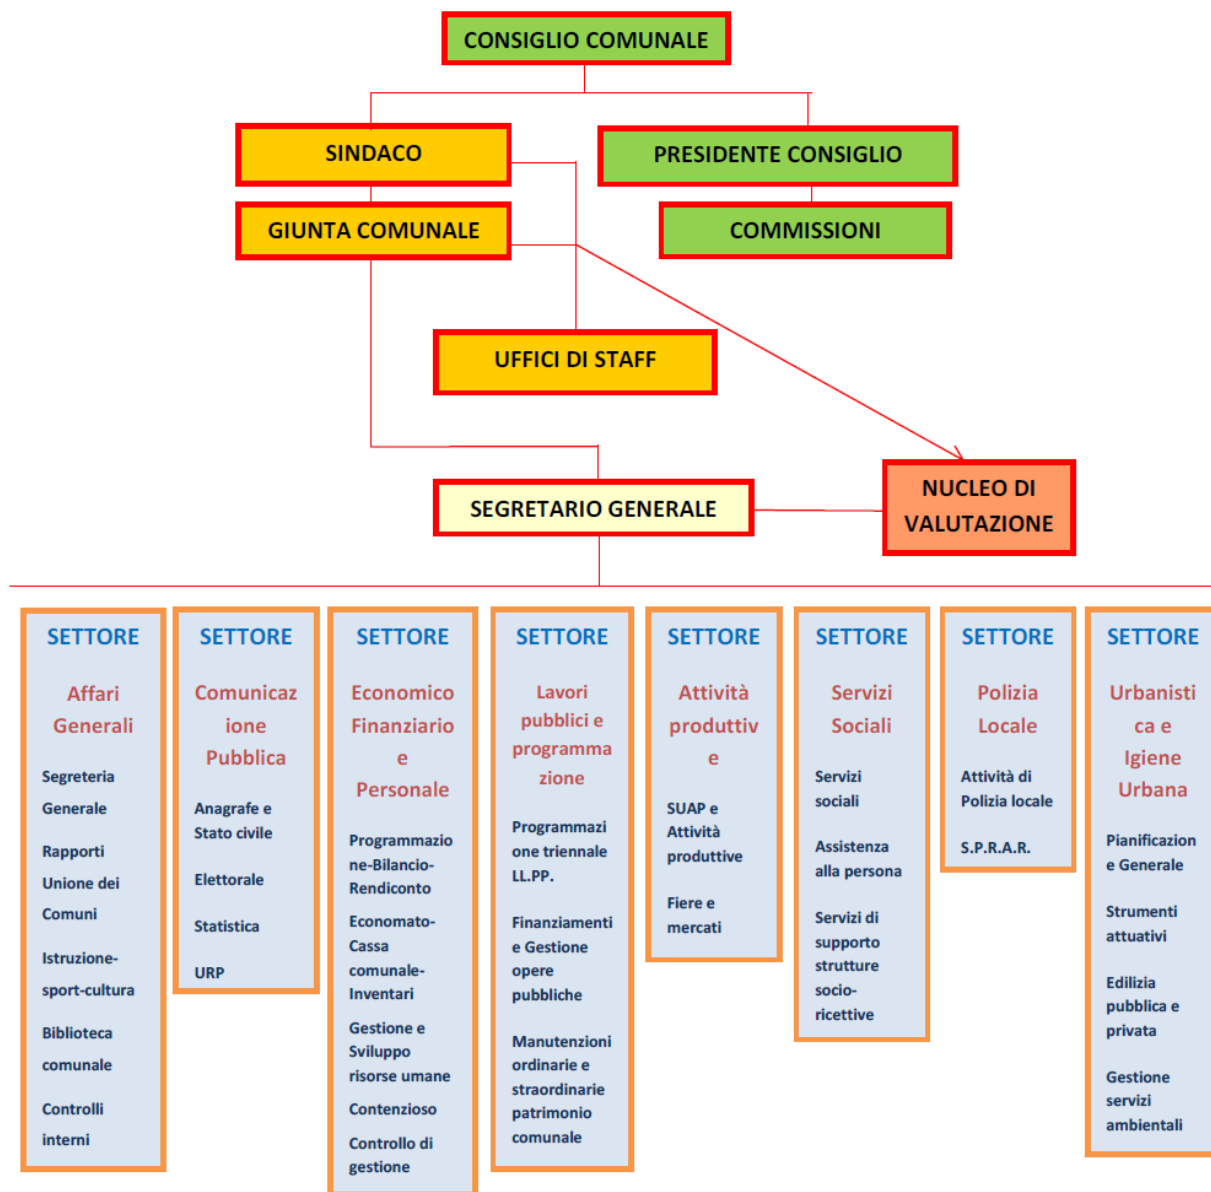 CONSIGLIO COMUNALE
SINDACO
PRESIDENTE CONSIGLIO
GIUNTA COMUNALE
COMMISSIONI
UFFICI DI STAFF
SEGRETARIO GENERALE
NUCLEO DI
VALUTAZIONE
SETTORE
Affari
Generali
Segreteria
Generale
Rapporti
Unione dei
Comuni
Istruzione-
sport-cultura
Biblioteca
comunale
Controlli
interni
SETTORE
Comunicaz
ione
Pubblica
Anagrafe e
Stato civile
Elettorale
Statistica
URP
SETTORE
Economico
Finanziario
e
Personale
Programmazio
ne-Bilancio-
Rendiconto
Economato-
Cassa
comunale-
Inventari
Gestione e
Sviluppo
risorse umane
Contenzioso
Controllo di
gestione
SETTORE
Lavori
pubblici e
programma
zione
Programmazi
one triennale
LL.PP.
Finanziamenti
e Gestione
opere
pubbliche
Manutenzioni
ordinarie e
straordinarie
patrimonio
comunale
SETTORE
Attività
produttiv
e
SUAP e
Attività
produttive
Fiere e
mercati
SETTORE
Servizi
Sociali
Servizi
sociali
Assistenza
alla persona
Servizi di
supporto
strutture
socio-
ricettive
SETTORE
Polizia
Locale
Attività di
Polizia locale
S.P.R.A.R.
SETTORE
Urbanisti
ca e
Igiene
Urbana
Pianificazion
e Generale
Strumenti
attuativi
Edilizia
pubblica e
privata
Gestione
servizi
ambientali